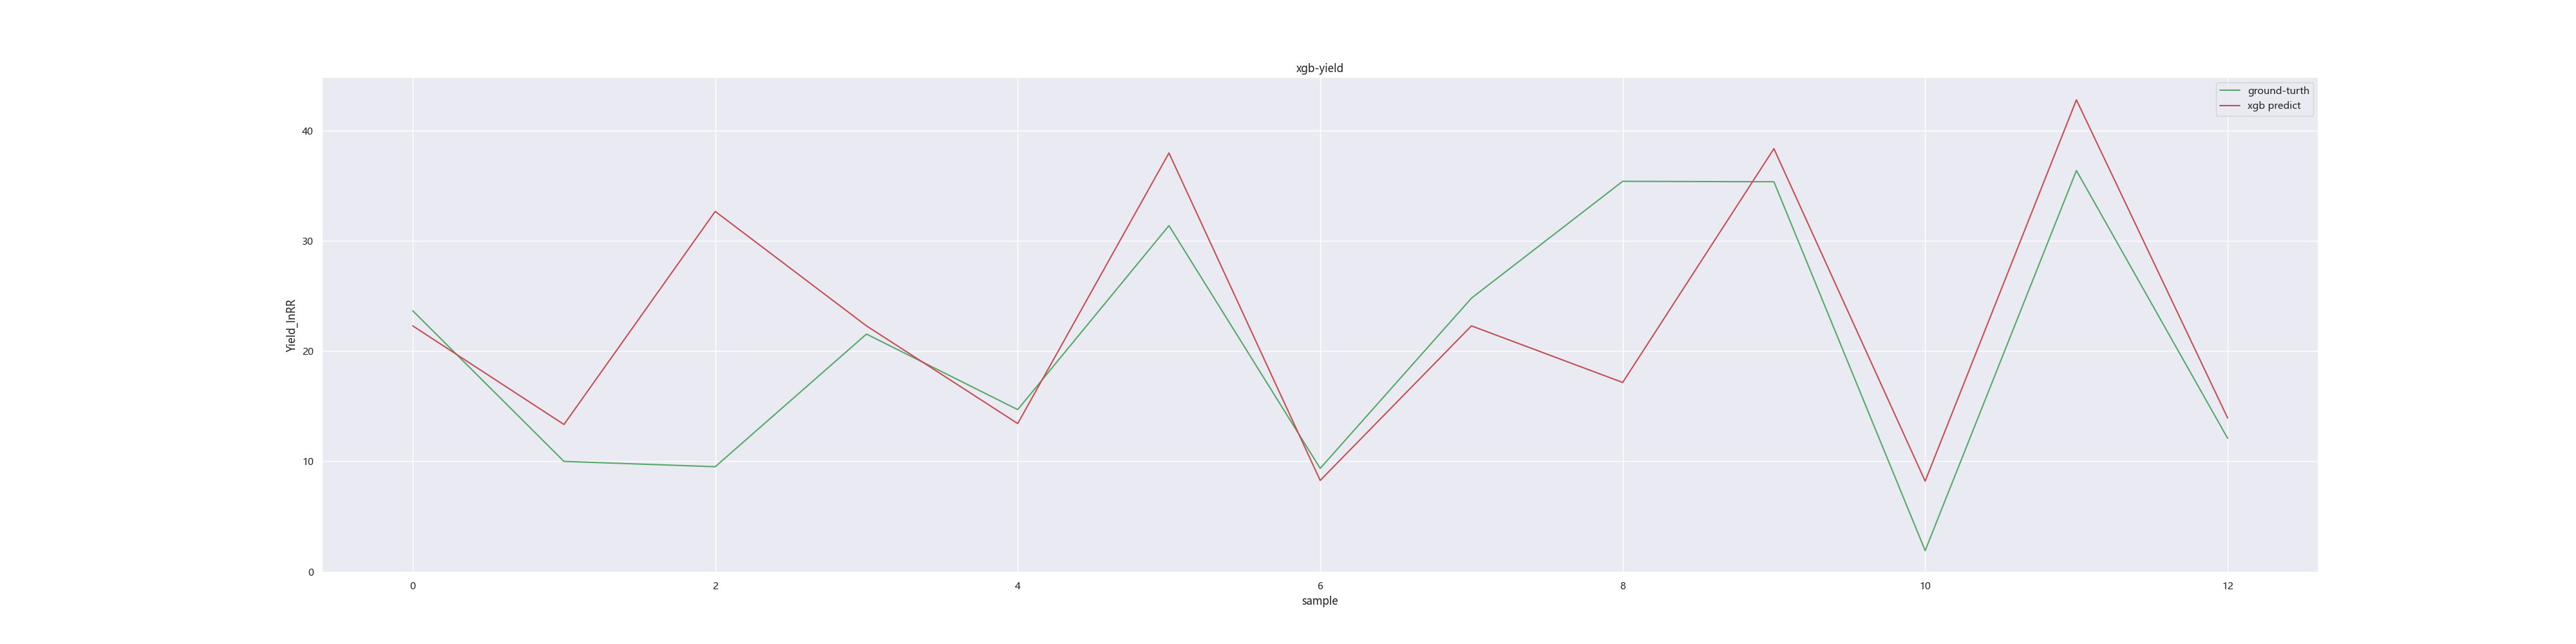 xgb-yield
ground-turth
xgb predict
40
30
20
10
0
Yield_lnRR
0 2 4 6 8 10 12
sample